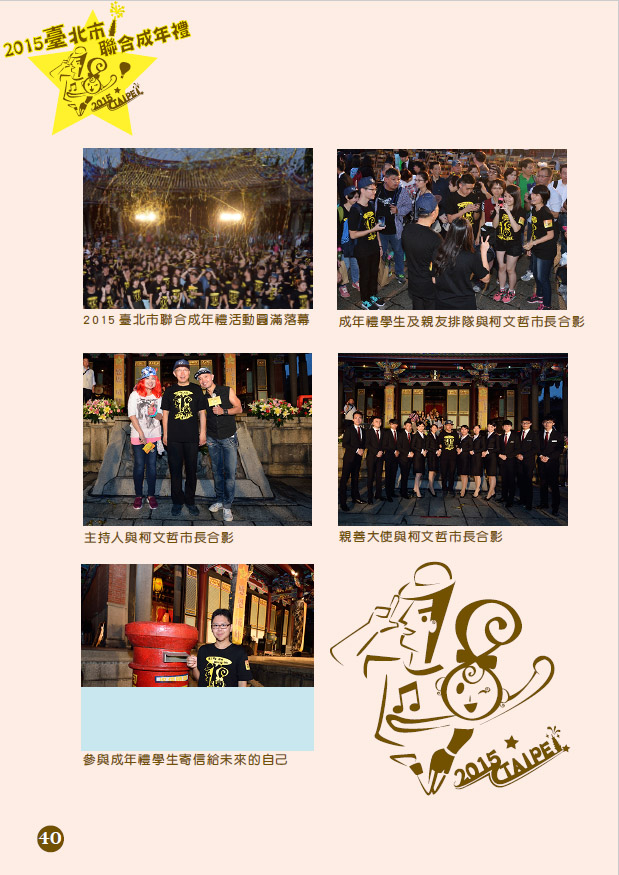 2015臺北市聯合成年禮
2015 TAIPEI
2015 臺北市聯合成年禮活動圓滿落幕
成年禮學生及親友排隊與柯文哲市長合影
主持人與柯文哲市長合影
親善大使與柯文哲市長合影
參與成年禮學生寄信給未來的自己
2015 TAIPEI
40